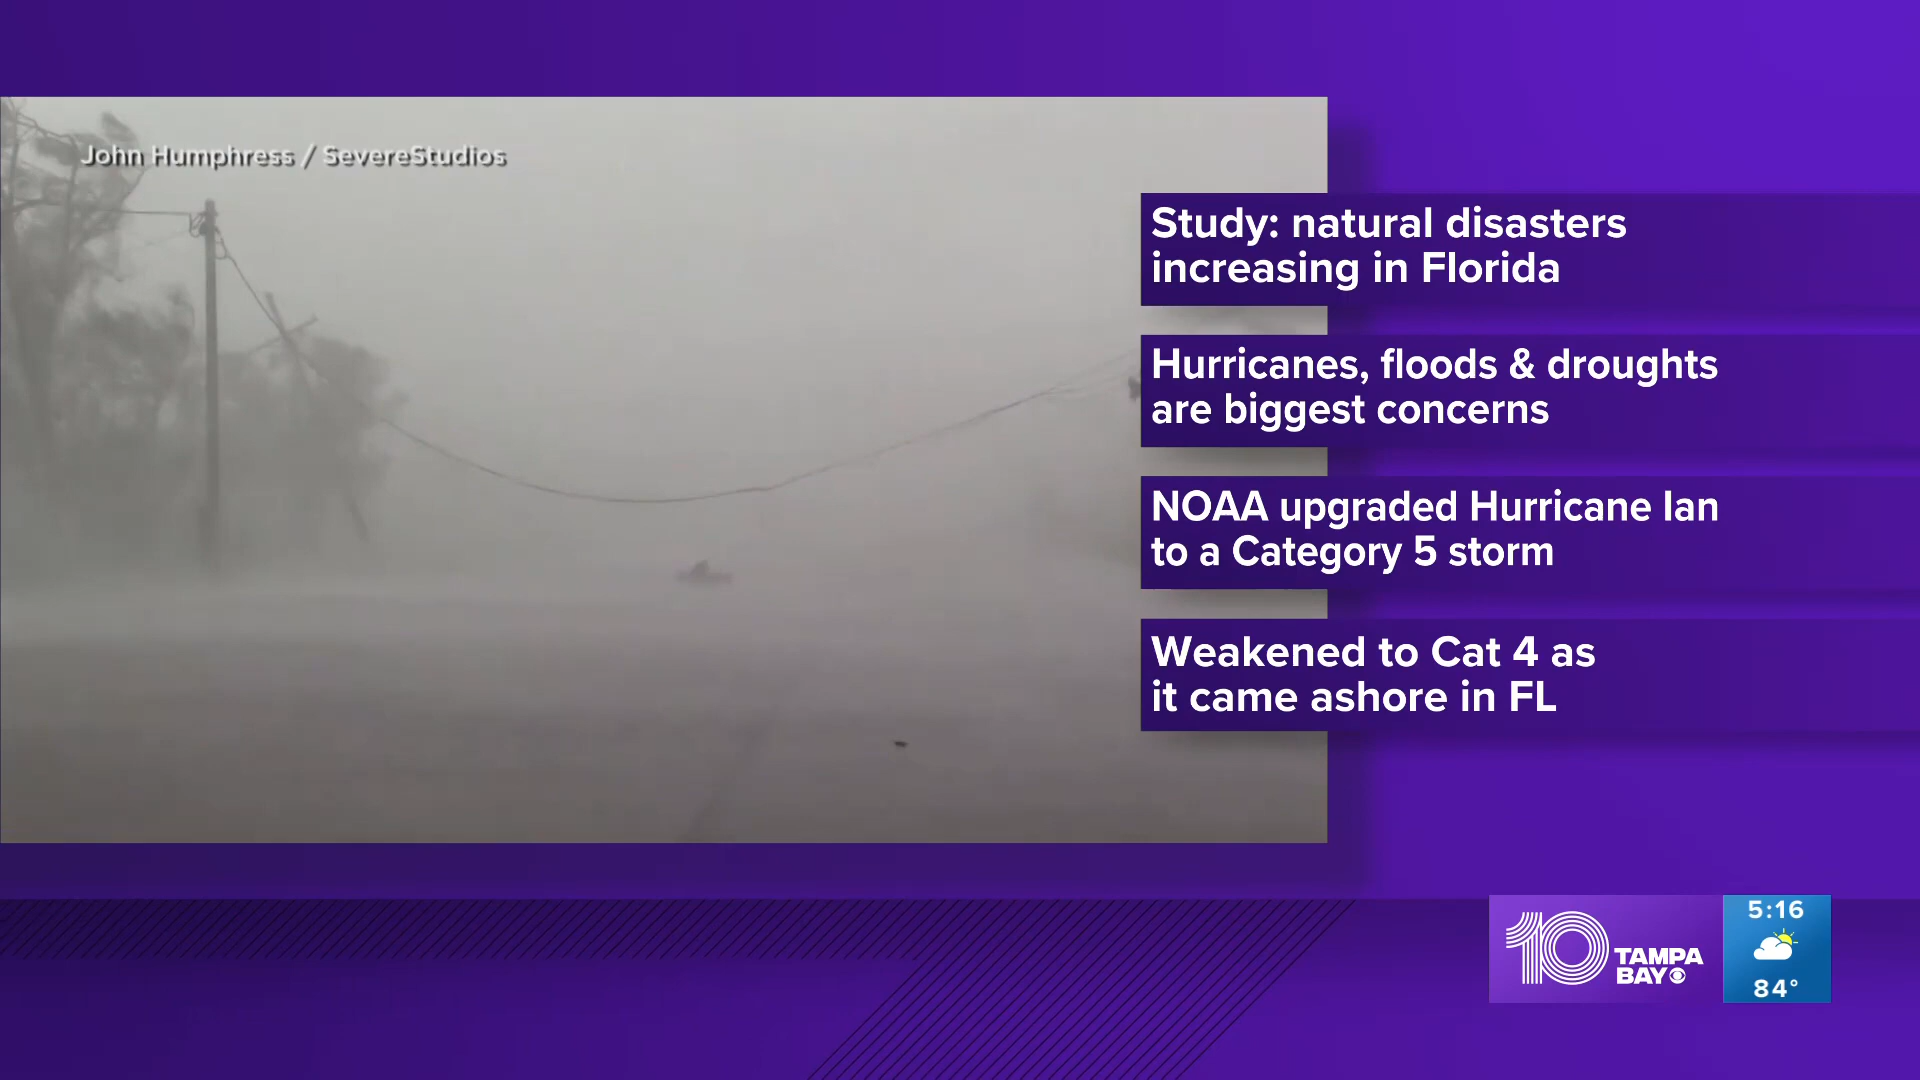 John Humphress / SevereStudios
Study: natural disasters
increasing in Florida
Hurricanes, floods & droughts
are biggest concerns
NOAA upgraded Hurricane Ian
to a Category 5 storm
Weakened to Cat 4 as
it came ashore in FL
10 TAMPA
BAY
5:16
84°